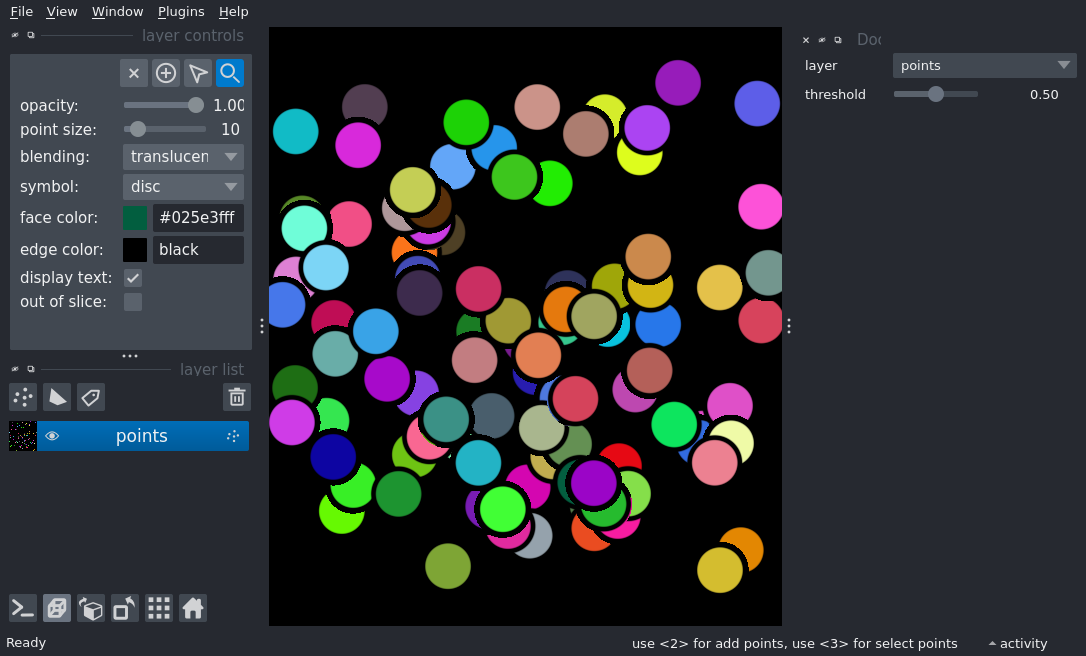 File View Window Plugins Help
layer controls
opacity: 1.00
point size: 10
blending: translucen
symbol: disc
face color: #025e3fff
edge color: black
display text:
out of slice:
layer list
points
Ready
Doc
layer points
threshold 0.50
use <2> for add points, use <3> for select points activity